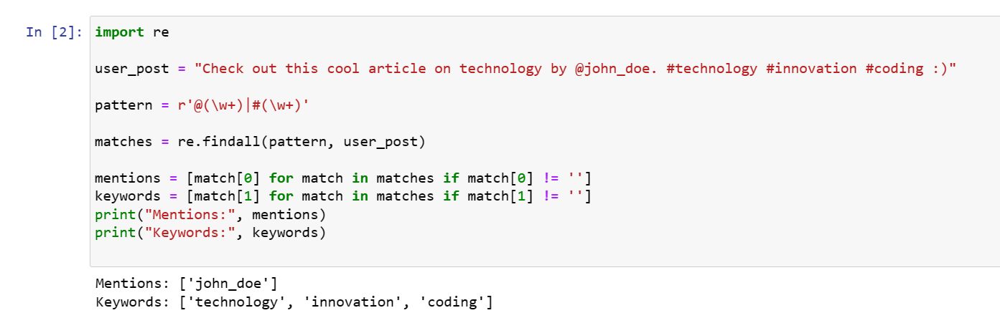 In [2]: import re
user_post = "Check out this cool article on technology by @john_doe. #technology #innovation #coding :)"
pattern = r'@(\w+)|#(\w+)'
matches = re.findall(pattern, user_post)
mentions = [match[0] for match in matches if match[0] != '']
keywords = [match[1] for match in matches if match[1] != '']
print("Mentions:", mentions)
print("Keywords:", keywords)
Mentions: ['john_doe']
Keywords: ['technology', 'innovation', 'coding']